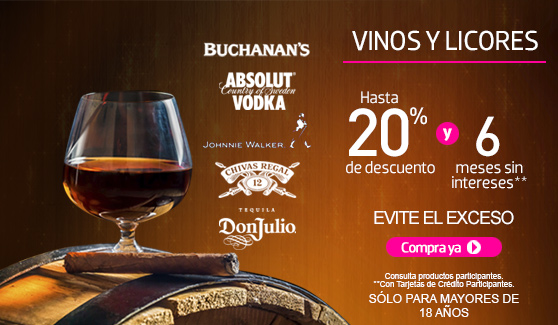 BUCHANAN'S
ABSOLUT
Country of Sweden
VODKA
JOHNNIE WALKER
CHIVAS REGAL
12
TEQUILA
Don Julio.
VINOS Y LICORES
Hasta
20%
de descuento
y
6
meses sin
intereses**
EVITE EL EXCESO
Compra ya
Consulta productos participantes.
**Con Tarjetas de Crédito Participantes.
SÓLO PARA MAYORES DE
18 AÑOS